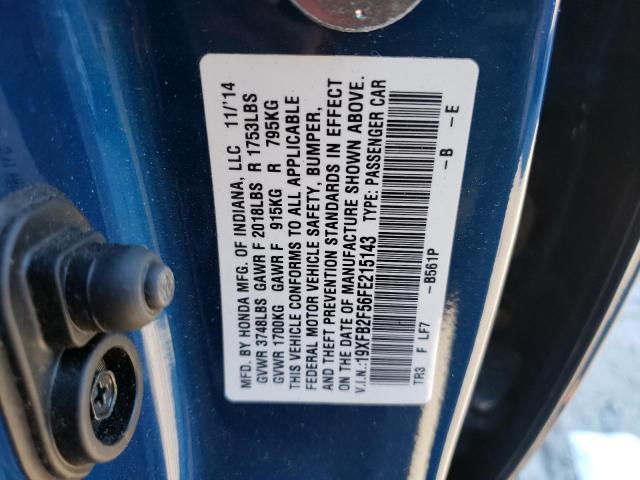 MFD. BY HONDA MFG. OF INDIANA, LLC 11/'14
GVWR 3748LBS GAWR F 2018LBS R 1753LBS
GVWR 1700KG GAWR F 915KG R 795KG
THIS VEHICLE CONFORMS TO ALL APPLICABLE
FEDERAL MOTOR VEHICLE SAFETY, BUMPER,
AND THEFT PREVENTION STANDARDS IN EFFECT
ON THE DATE OF MANUFACTURE SHOWN ABOVE.
V.I.N.:19XFB2F56FE215143 TYPE: PASSENGER CAR
TR3 F LF7 -B561P -B -E